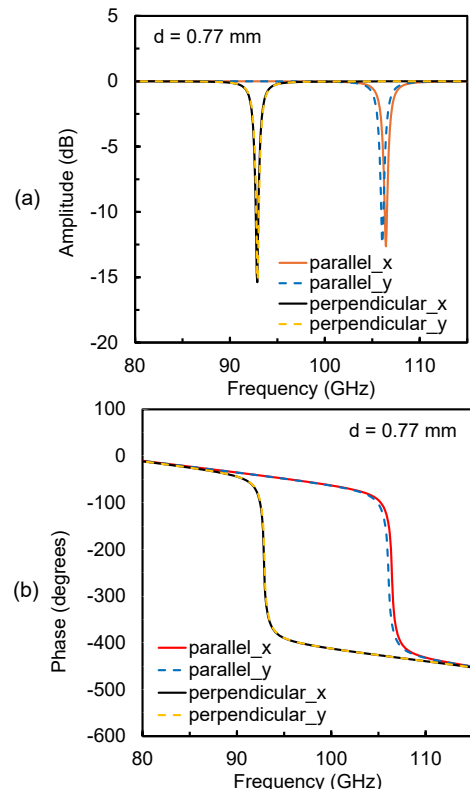 5
d = 0.77 mm
0
-5
-10
-15
-20
Amplitude (dB)
(a)
parallel_x
parallel_y
perpendicular_x
perpendicular_y
80 90 100 110
Frequency (GHz)
100
d = 0.77 mm
0
-100
-200
-300
-400
-500
-600
Phase (degrees)
(b)
parallel_x
parallel_y
perpendicular_x
perpendicular_y
80 90 100 110
Frequency (GHz)